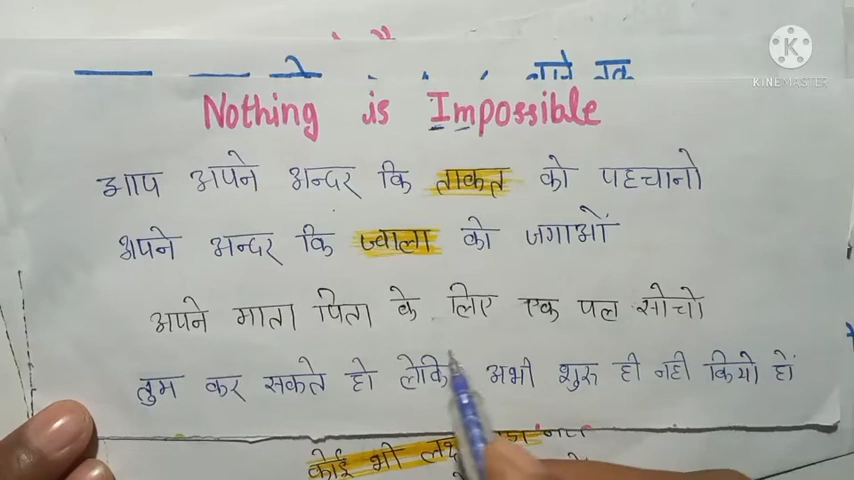 KINEMASTER
Nothing is Impossible
आप अपने अन्दर कि ताकत को पहचानो
अपने अन्दर कि ज्वाला को जगाओं
अपने माता पिता के लिए एक पल सोचो
तुम कर सकते हो लेकि अभी शुरू ही नही कियो हों
कोई भी लक्ष